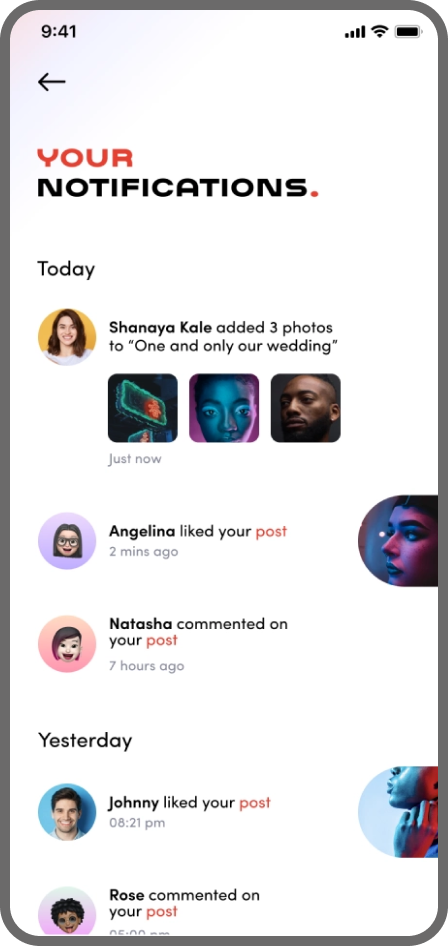 9:41
YOUR
NOTIFICATIONS.
Today
Shanaya Kale added 3 photos
to “One and only our wedding”
Just now
Angelina liked your post
2 mins ago
Natasha commented on
your post
7 hours ago
Yesterday
Johnny liked your post
08:21 pm
Rose commented on
your post